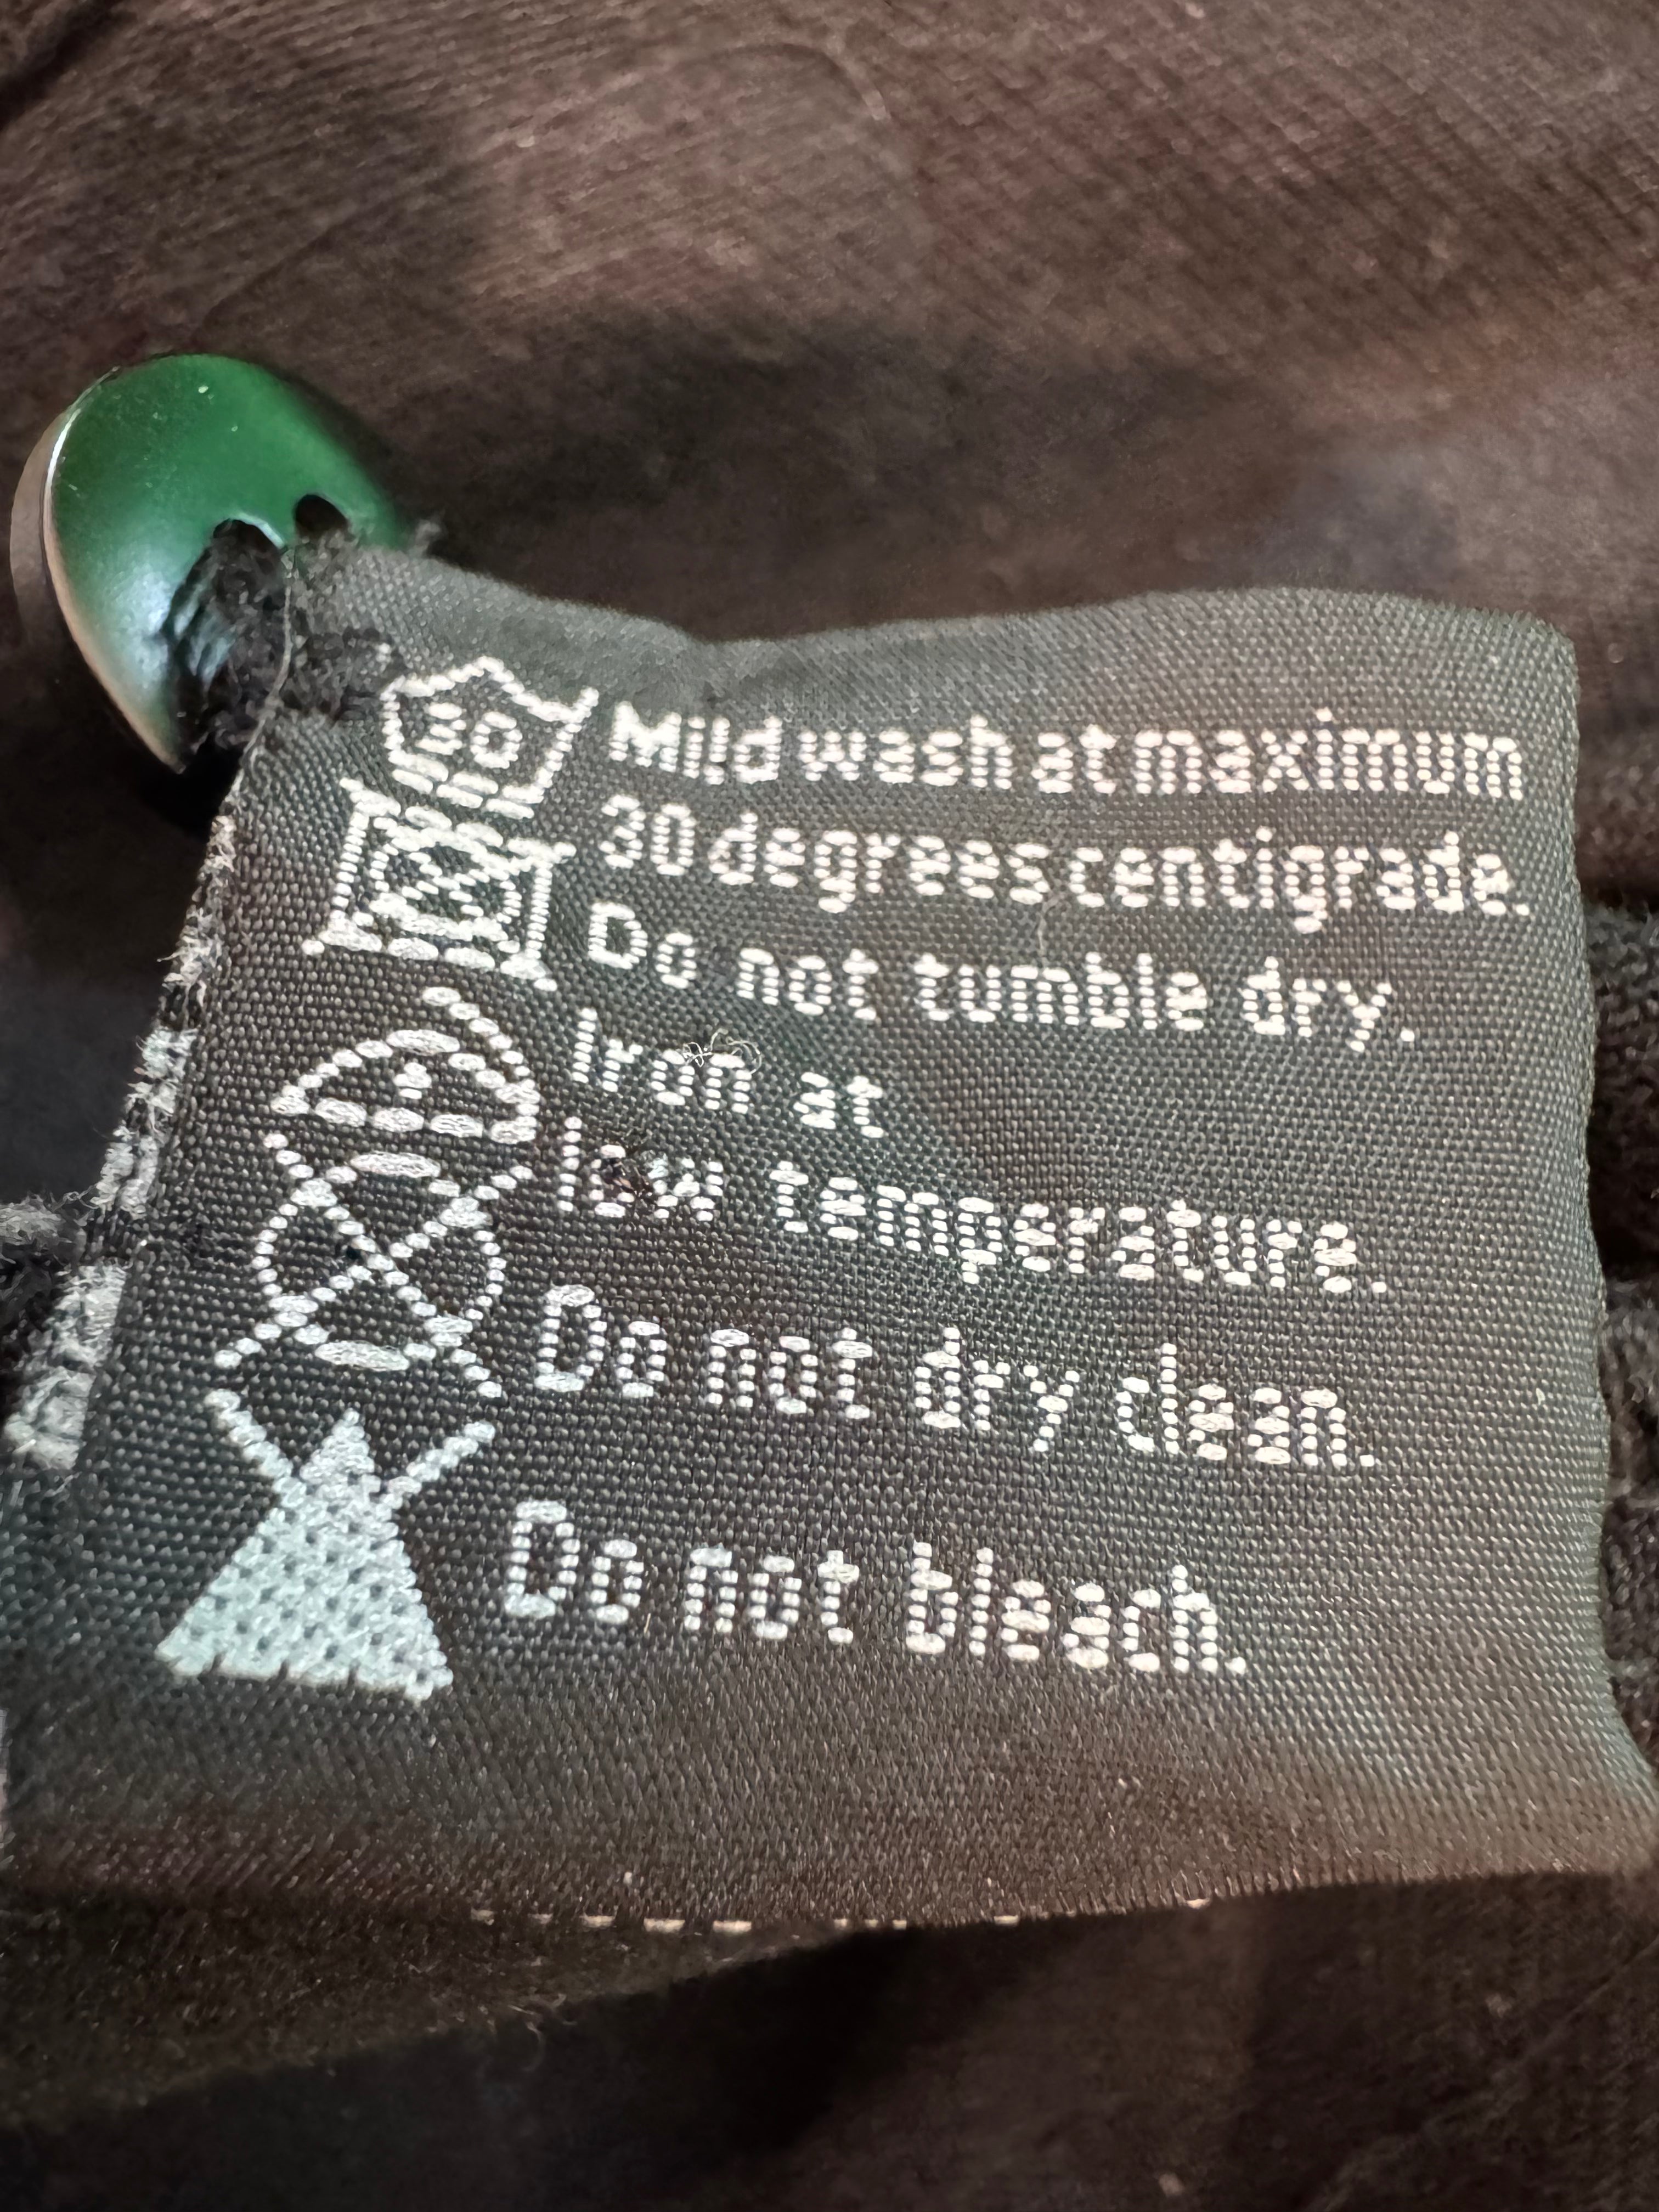 30 Mild wash at maximum
30 degrees centigrade.
Do not tumble dry.
Iron at
low temperature.
Do not dry clean.
Do not bleach.